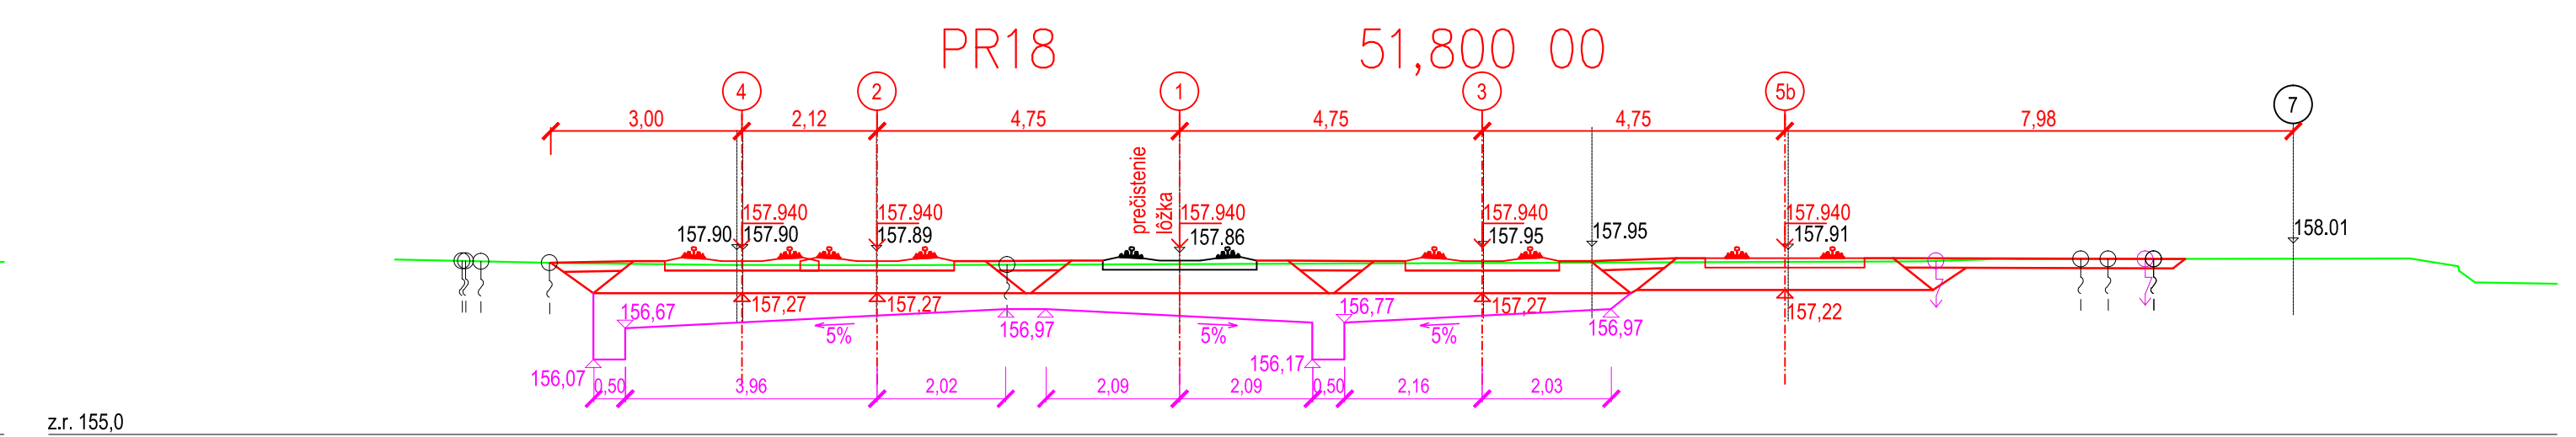 PR18 51,800 00
4 2 1 3 5b 7
3,00 2,12 4,75 4,75 4,75 7,98
prečistenie
lôžka
157.940 157.940 157.940 157.940 157.940
157.90 157.90 157.89 157.86 157.95 157.95 157.91 158.01
157,27 157,27 157,27 157,22
156,67 156,97 156,77 156,97
5% 5% 5%
156,07 156,17
0,50 3,96 2,02 2,09 2,09 0,50 2,16 2,03
z.r. 155,0